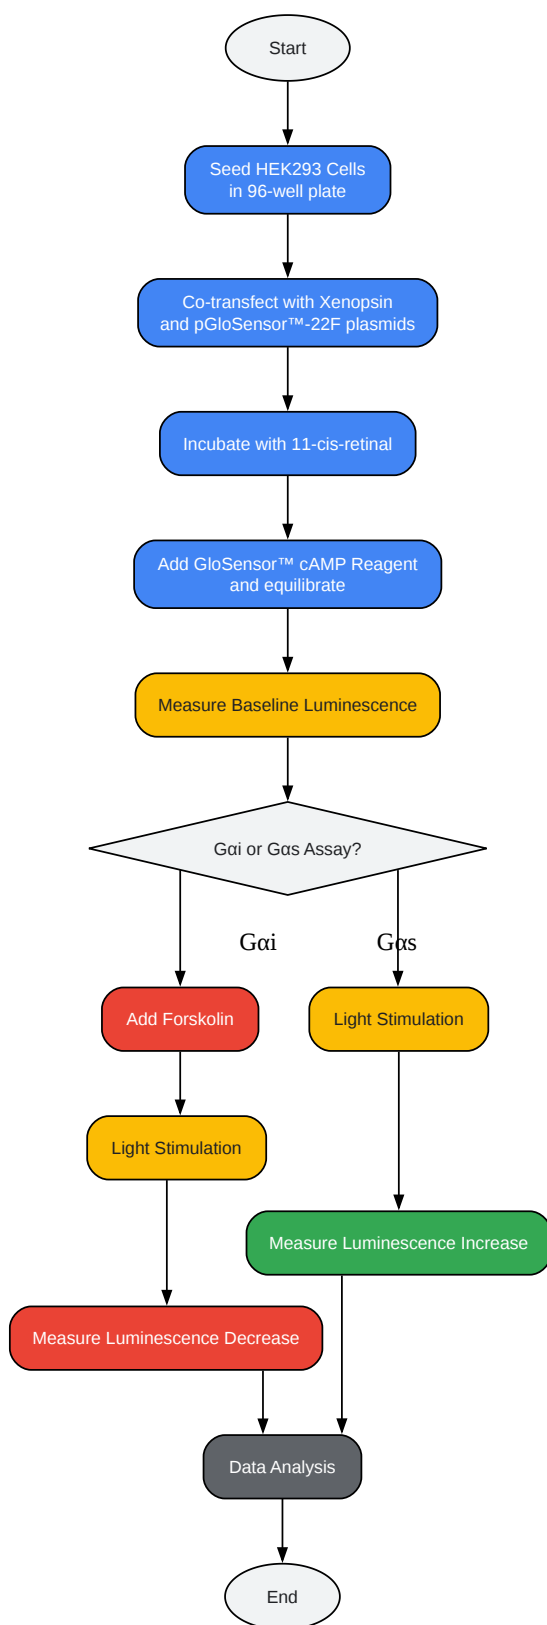 Start
Seed HEK293 Cells
in 96-well plate
Co-transfect with Xenopsin
and pGloSensor™-22F plasmids
Incubate with 11-cis-retinal
Add GloSensor™ cAMP Reagent
and equilibrate
Measure Baseline Luminescence
Gαi or Gαs Assay?
Gαi
Gαs
Add Forskolin
Light Stimulation
Light Stimulation
Measure Luminescence Increase
Measure Luminescence Decrease
Data Analysis
End